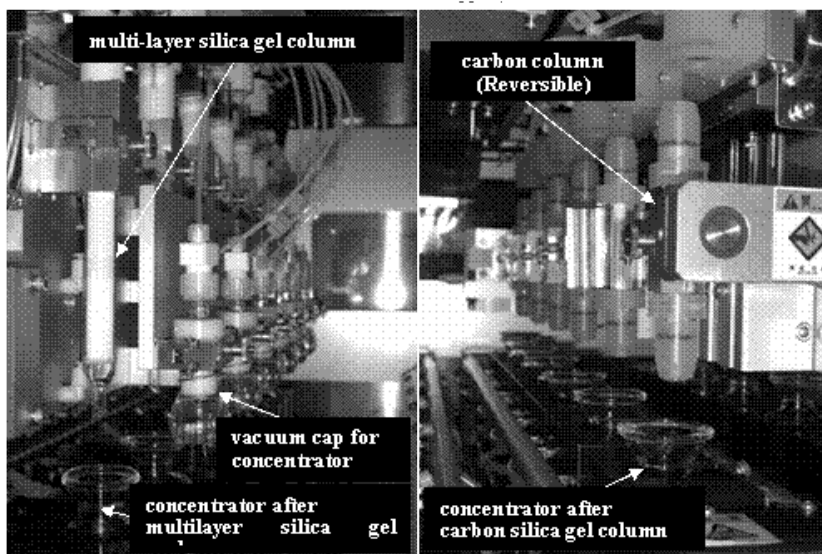 multi-layer silica gel column
carbon column
(Reversible)
vacuum cap for
concentrator
concentrator after
multilayer silica gel
concentrator after
carbon silica gel column